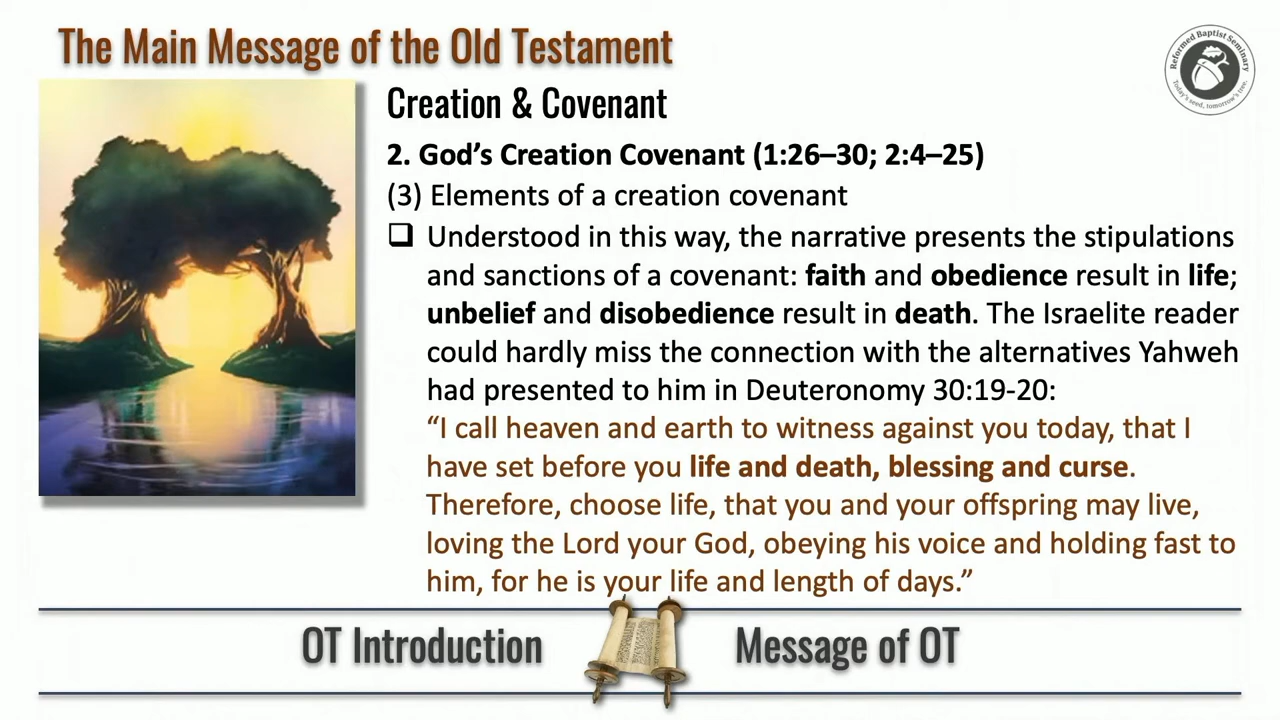 The Main Message of the Old Testament
Reformed Baptist Seminary
Today's seed, tomorrow's tree.
Creation & Covenant
2. God’s Creation Covenant (1:26–30; 2:4–25)
(3) Elements of a creation covenant
❑ Understood in this way, the narrative presents the stipulations
and sanctions of a covenant: faith and obedience result in life;
unbelief and disobedience result in death. The Israelite reader
could hardly miss the connection with the alternatives Yahweh
had presented to him in Deuteronomy 30:19-20:
“I call heaven and earth to witness against you today, that I
have set before you life and death, blessing and curse.
Therefore, choose life, that you and your offspring may live,
loving the Lord your God, obeying his voice and holding fast to
him, for he is your life and length of days.”
OT Introduction
Message of OT